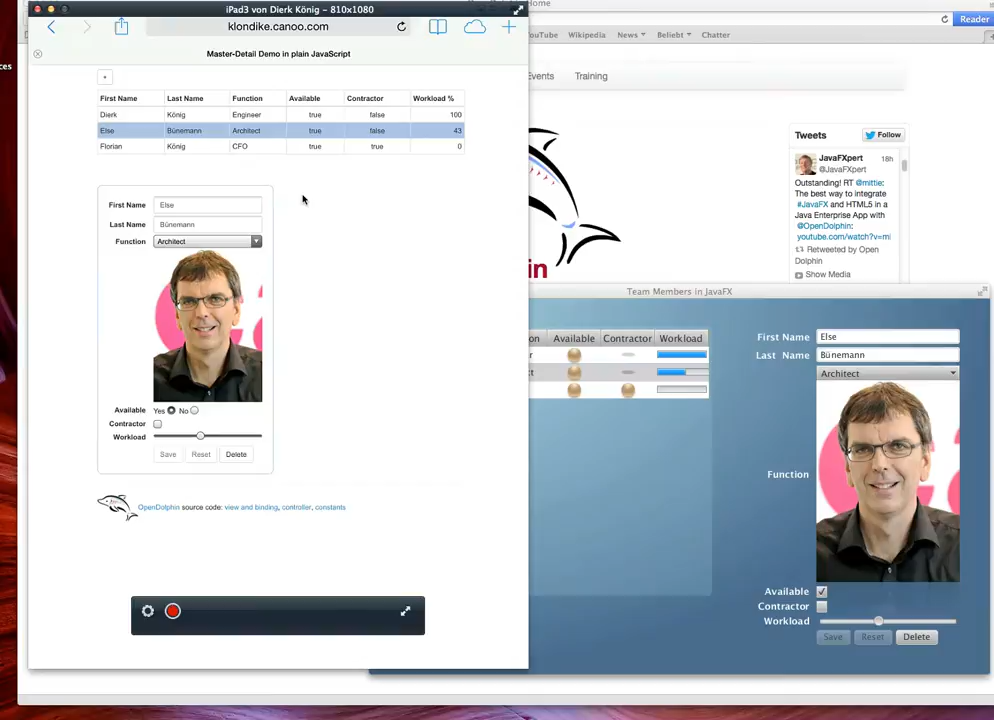 iPad3 von Dierk König – 810x1080
klondike.canoo.com
Master-Detail Demo in plain JavaScript
+
First Name Last Name Function Available Contractor Workload %
Dierk König Engineer true false 100
Else Bünemann Architect true false 43
Florian König CFO true true 0
First Name Else
Last Name Bünemann
Function Architect
Available Yes No
Contractor
Workload
Save Reset Delete
OpenDolphin source code: view and binding, controller, constants
Home
Reader
YouTube Wikipedia News Beliebt Chatter
Events Training
in
Tweets Follow
JavaFXpert 18h
@JavaFXpert
Outstanding! RT @mittie:
The best way to integrate
#JavaFX and HTML5 in a
Java Enterprise App with
@OpenDolphin:
youtube.com/watch?v=mi
Retweeted by Open
Dolphin
Show Media
Team Members in JavaFX
on Available Contractor Workload
r
ct
First Name Else
Last Name Bünemann
Architect
Function
Available
Contractor
Workload
Save Reset Delete
ces